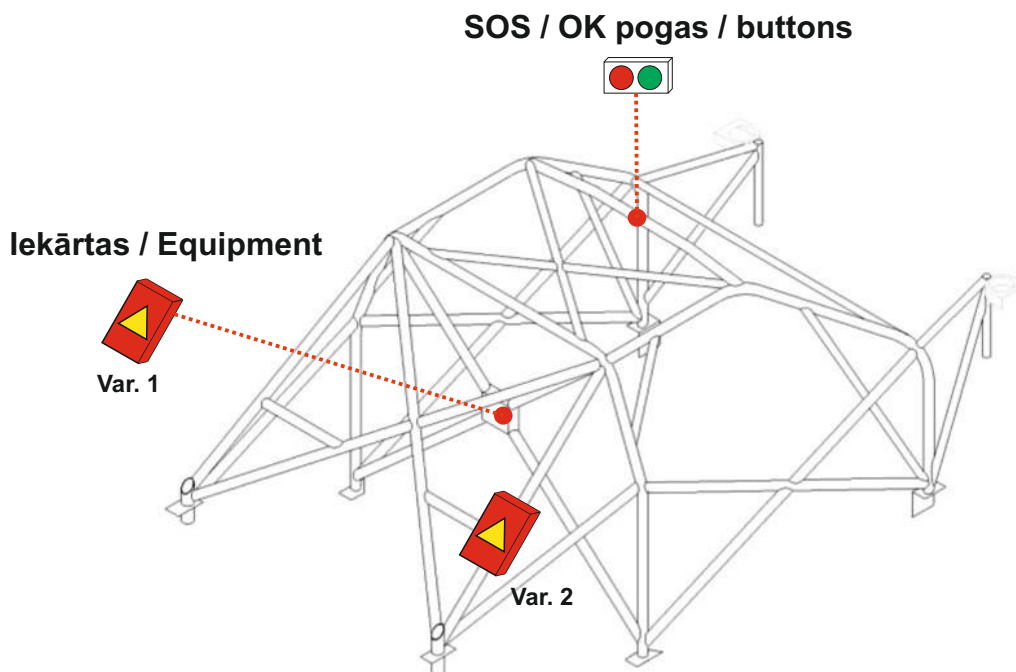 SOS / OK pogas / buttons
Iekārtas / Equipment
Var. 1
Var. 2